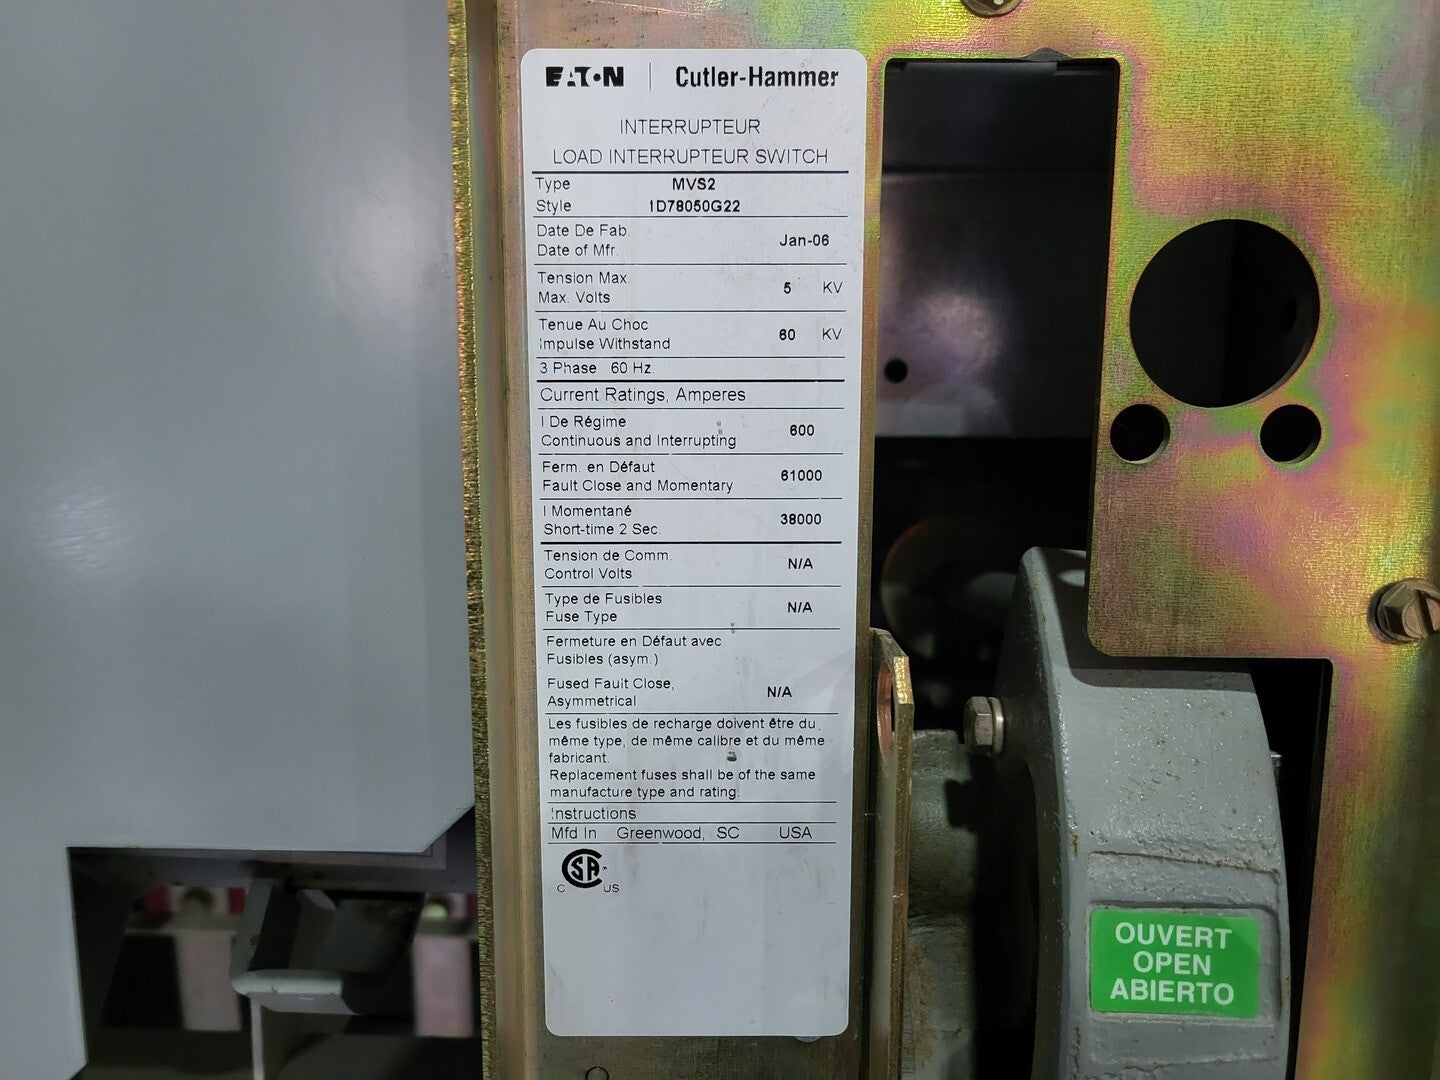 EATON | Cutler-Hammer
INTERRUPTEUR
LOAD INTERRUPTEUR SWITCH
Type MVS2
Style 1D78050G22
Date De Fab.
Date of Mfr. Jan-06
Tension Max.
Max. Volts 5 KV
Tenue Au Choc
Impulse Withstand 60 KV
3 Phase 60 Hz.
Current Ratings, Amperes
I De Régime
Continuous and Interrupting 600
Ferm. en Défaut
Fault Close and Momentary 61000
I Momentané
Short-time 2 Sec. 38000
Tension de Comm.
Control Volts N/A
Type de Fusibles
Fuse Type N/A
Fermeture en Défaut avec
Fusibles (asym.)
Fused Fault Close,
Asymmetrical N/A
Les fusibles de recharge doivent être du
même type, de même calibre et du même
fabricant.
Replacement fuses shall be of the same
manufacture type and rating.
Instructions
Mfd In Greenwood, SC USA
CSA
C US
OUVERT
OPEN
ABIERTO